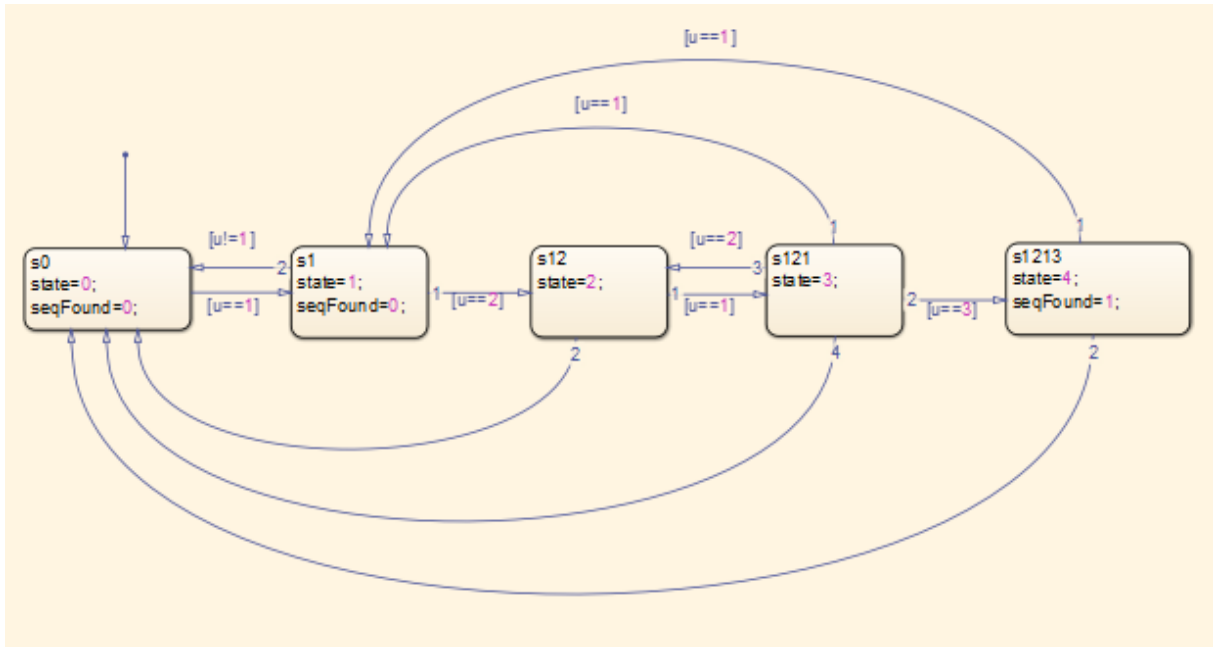 [u==1]
[u==1]
[u!=1]
[u==2]
s0
state=0;
seqFound=0;
2
s1
state=1;
seqFound=0;
s12
state=2;
3
s121
state=3;
1
s1213
state=4;
seqFound=1;
1
[u==1]
1
[u==2]
1
[u==1]
2
[u==3]
2
4
2